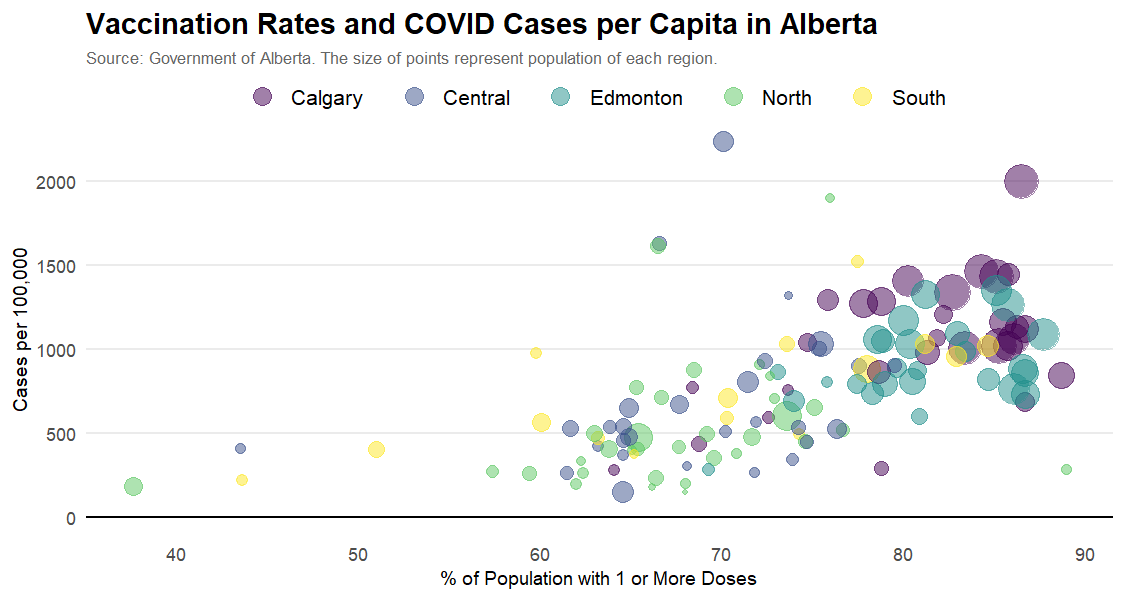 Vaccination Rates and COVID Cases per Capita in Alberta
Source: Government of Alberta. The size of points represent population of each region.
Calgary Central Edmonton North South
Cases per 100,000
2000
1500
1000
500
0
40 50 60 70 80 90
% of Population with 1 or More Doses